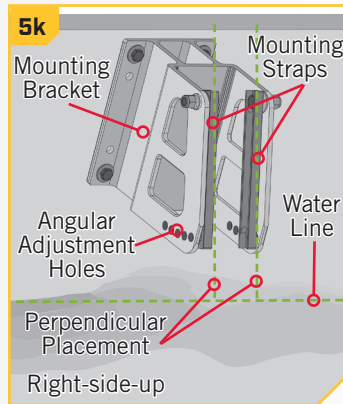 5k
Mounting
Bracket
Mounting
Straps
Angular
Adjustment
Holes
Water
Line
Perpendicular
Placement
Right-side-up